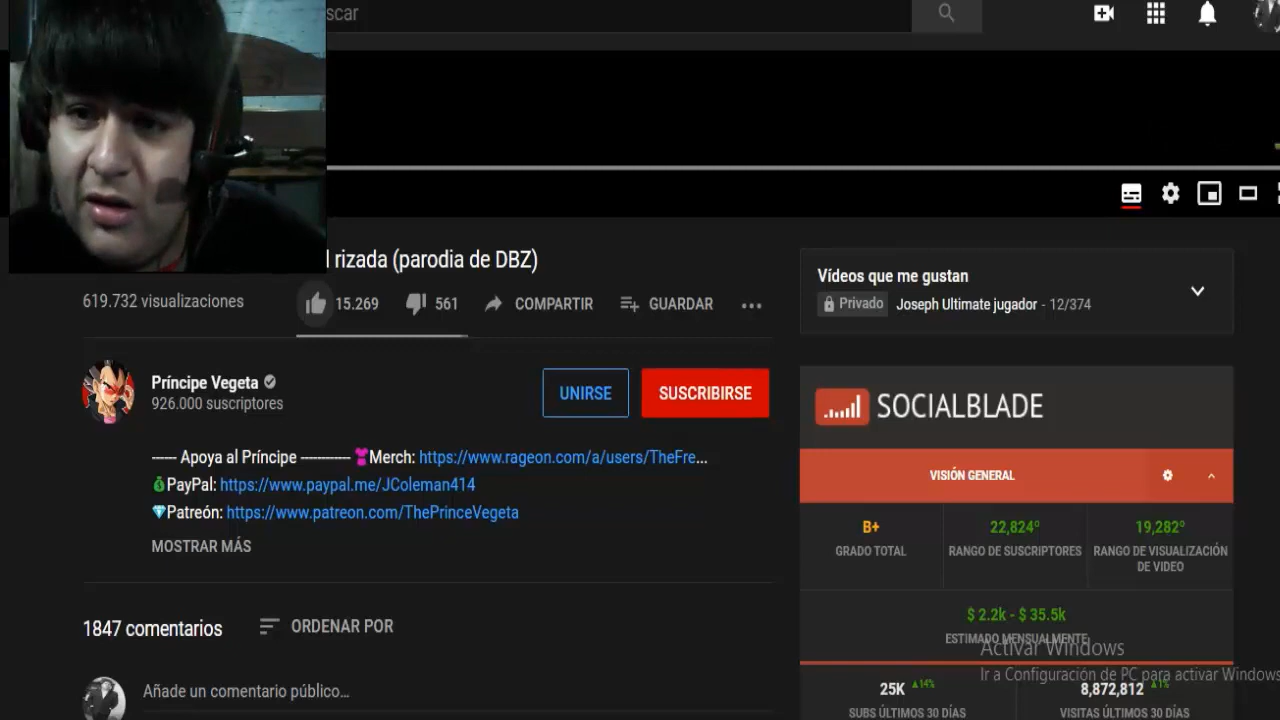 scar
l rizada (parodia de DBZ)
619.732 visualizaciones
15.269
561
COMPARTIR
GUARDAR
Príncipe Vegeta
926.000 suscriptores
UNIRSE
SUSCRIBIRSE
----- Apoya al Príncipe ----------- Merch: https://www.rageon.com/a/users/TheFre...
PayPal: https://www.paypal.me/JColeman414
Patreón: https://www.patreon.com/ThePrinceVegeta
MOSTRAR MÁS
1847 comentarios
ORDENAR POR
Añade un comentario público...
Vídeos que me gustan
Privado Joseph Ultimate jugador - 12/374
SOCIALBLADE
VISIÓN GENERAL
B+
GRADO TOTAL
22,824º
RANGO DE SUSCRIPTORES
19,282º
RANGO DE VISUALIZACIÓN
DE VIDEO
$ 2.2k - $ 35.5k
ESTIMADO MENSUALMENTE
Activar Windows
Ir a Configuración de PC para activar Windows
25K ▲14%
SUBS ÚLTIMOS 30 DÍAS
8,872,812 ▲1%
VISITAS ÚLTIMOS 30 DÍAS